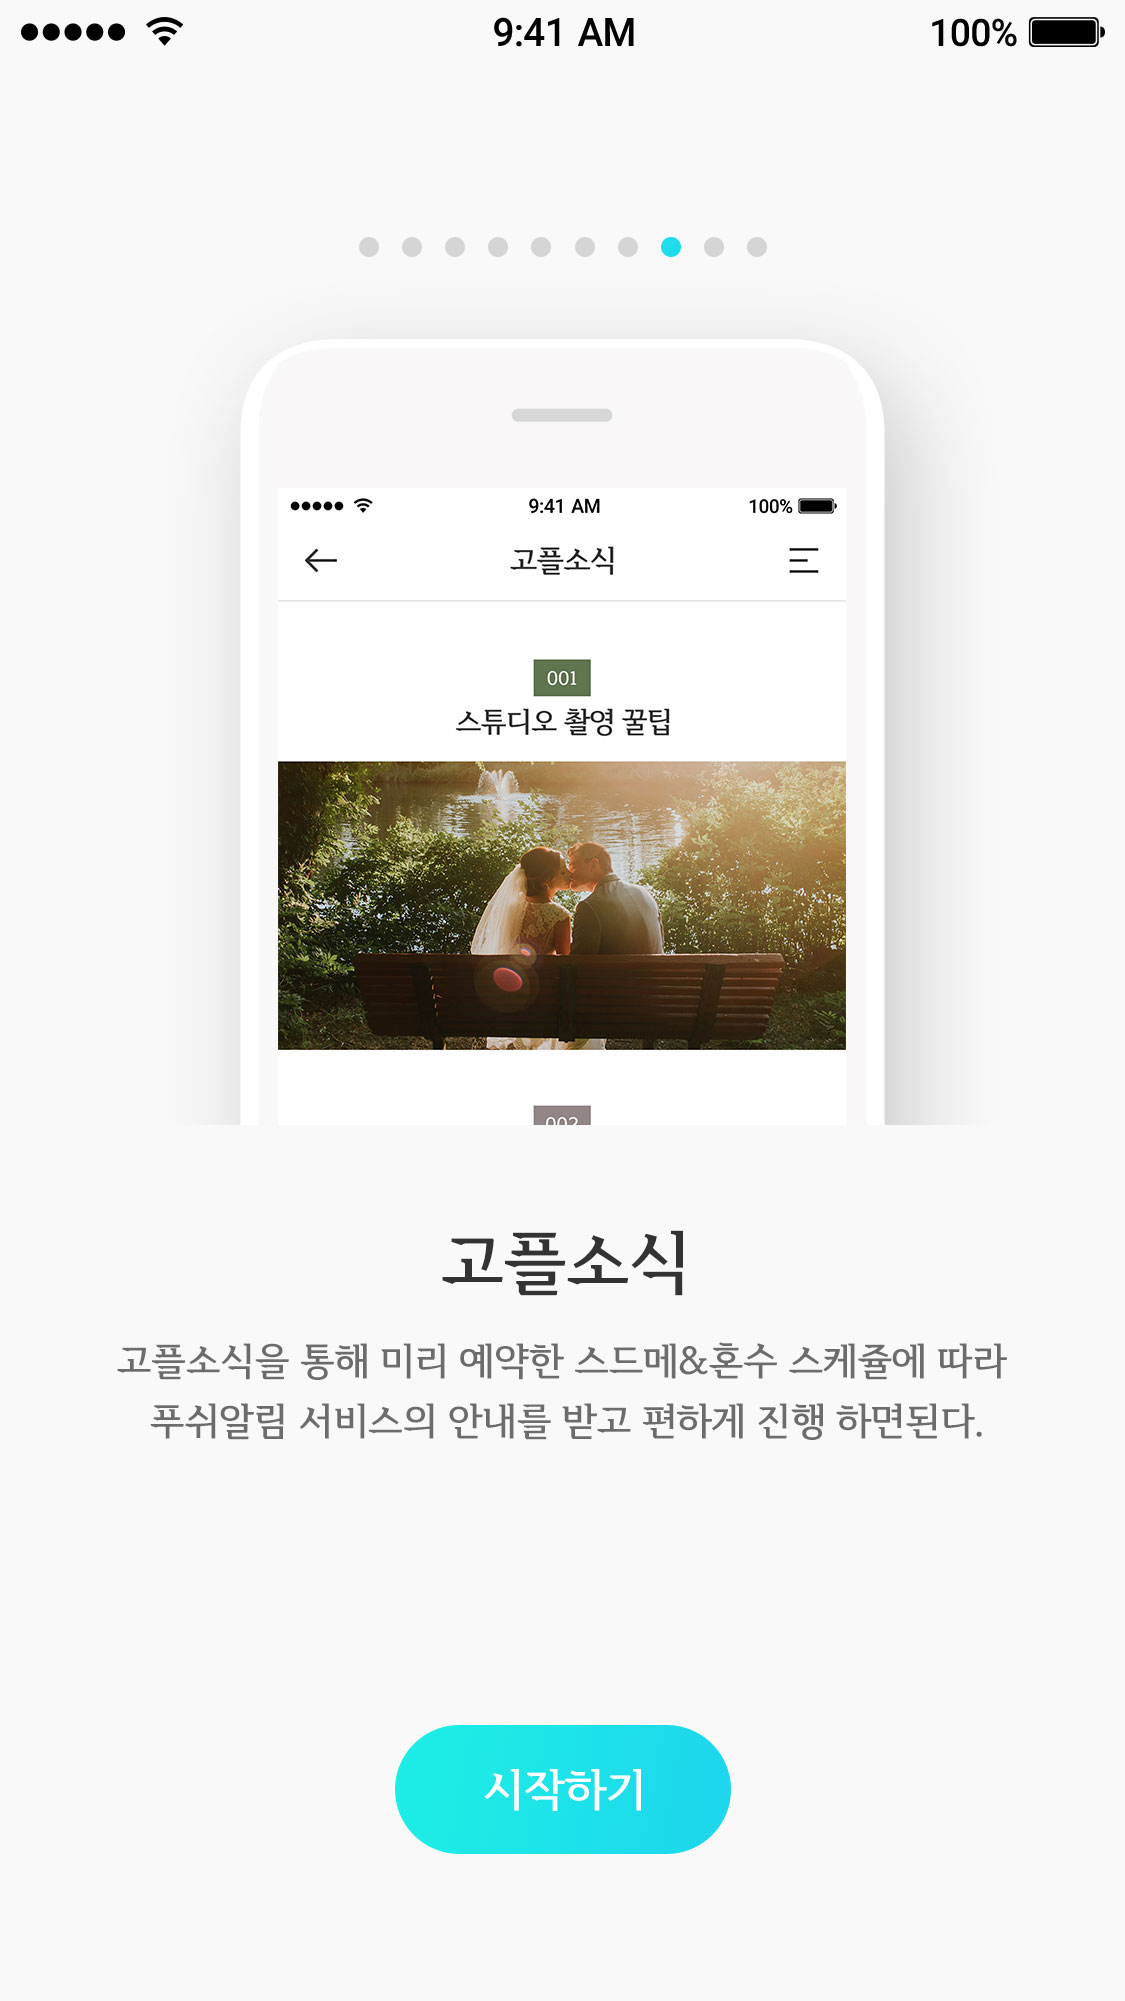 9:41 AM
100%
9:41 AM
100%
고플소식
001
스튜디오 촬영 꿀팁
002
고플소식
고플소식을 통해 미리 예약한 스드메&혼수 스케쥴에 따라
푸쉬알림 서비스의 안내를 받고 편하게 진행 하면된다.
시작하기